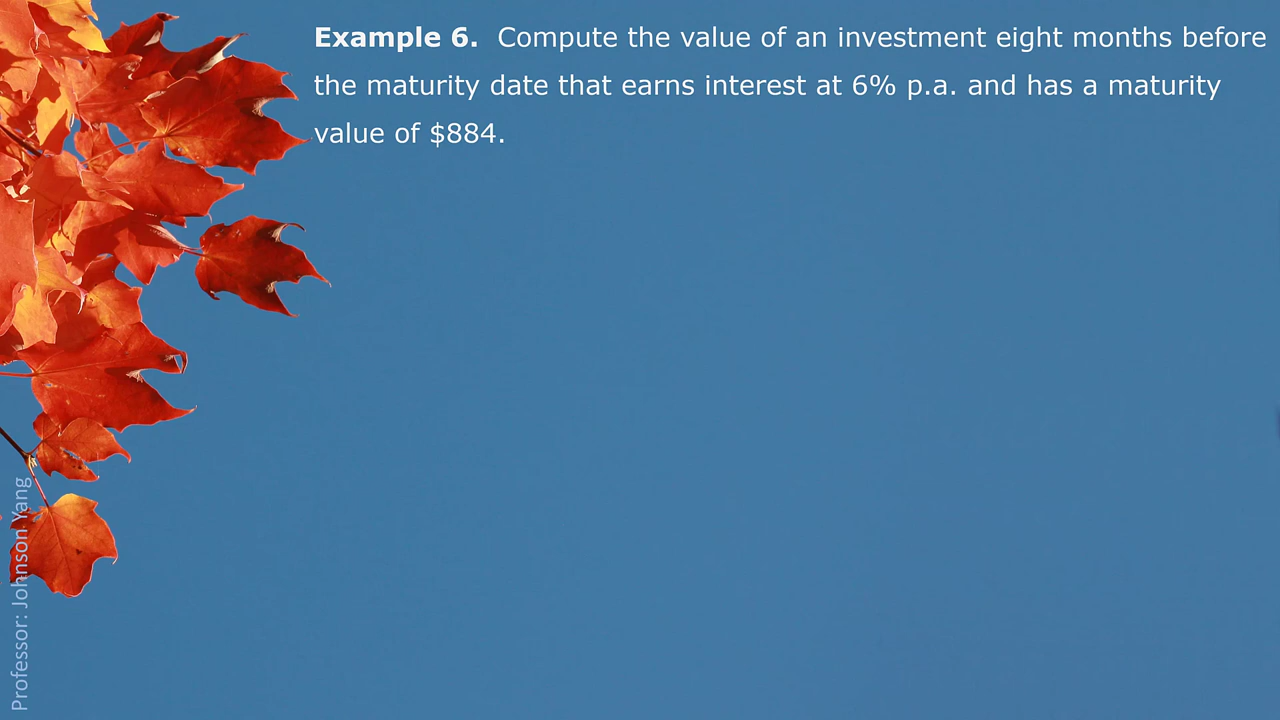 Example 6. Compute the value of an investment eight months before
the maturity date that earns interest at 6% p.a. and has a maturity
value of $884.
Professor: Johnson Yang